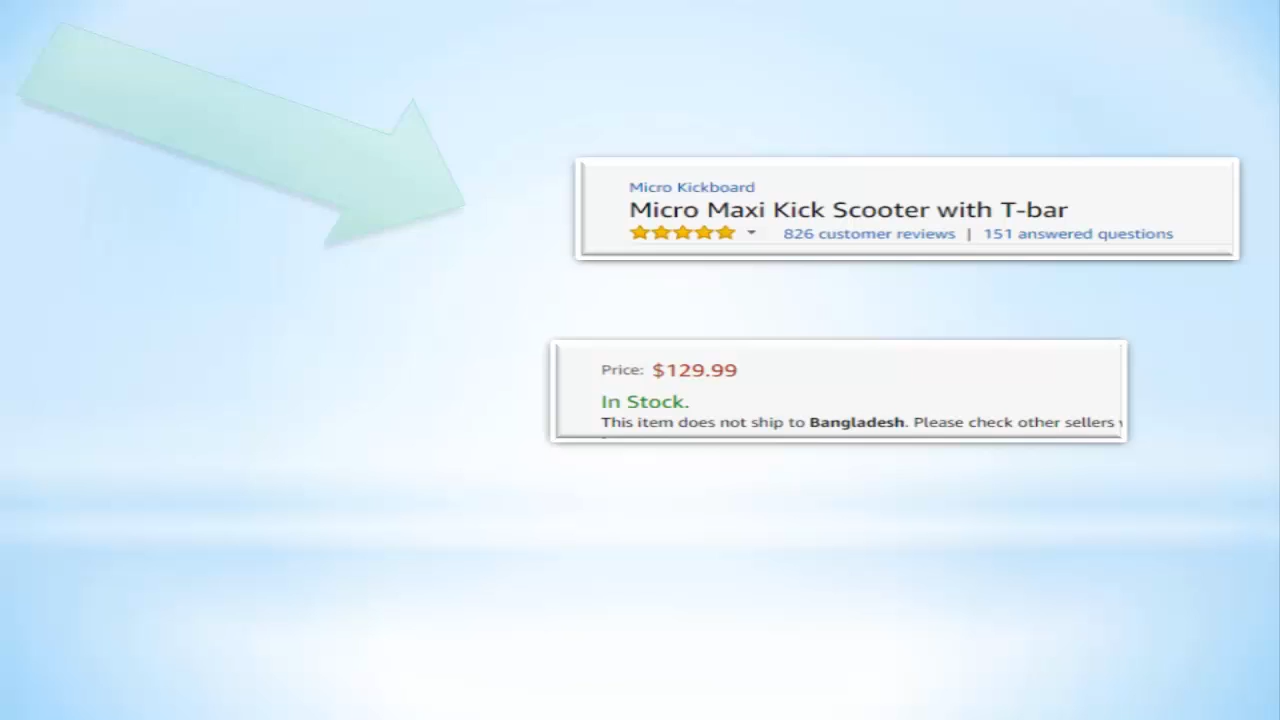 Micro Kickboard
Micro Maxi Kick Scooter with T-bar
826 customer reviews | 151 answered questions
Price: $129.99
In Stock.
This item does not ship to Bangladesh. Please check other sellers